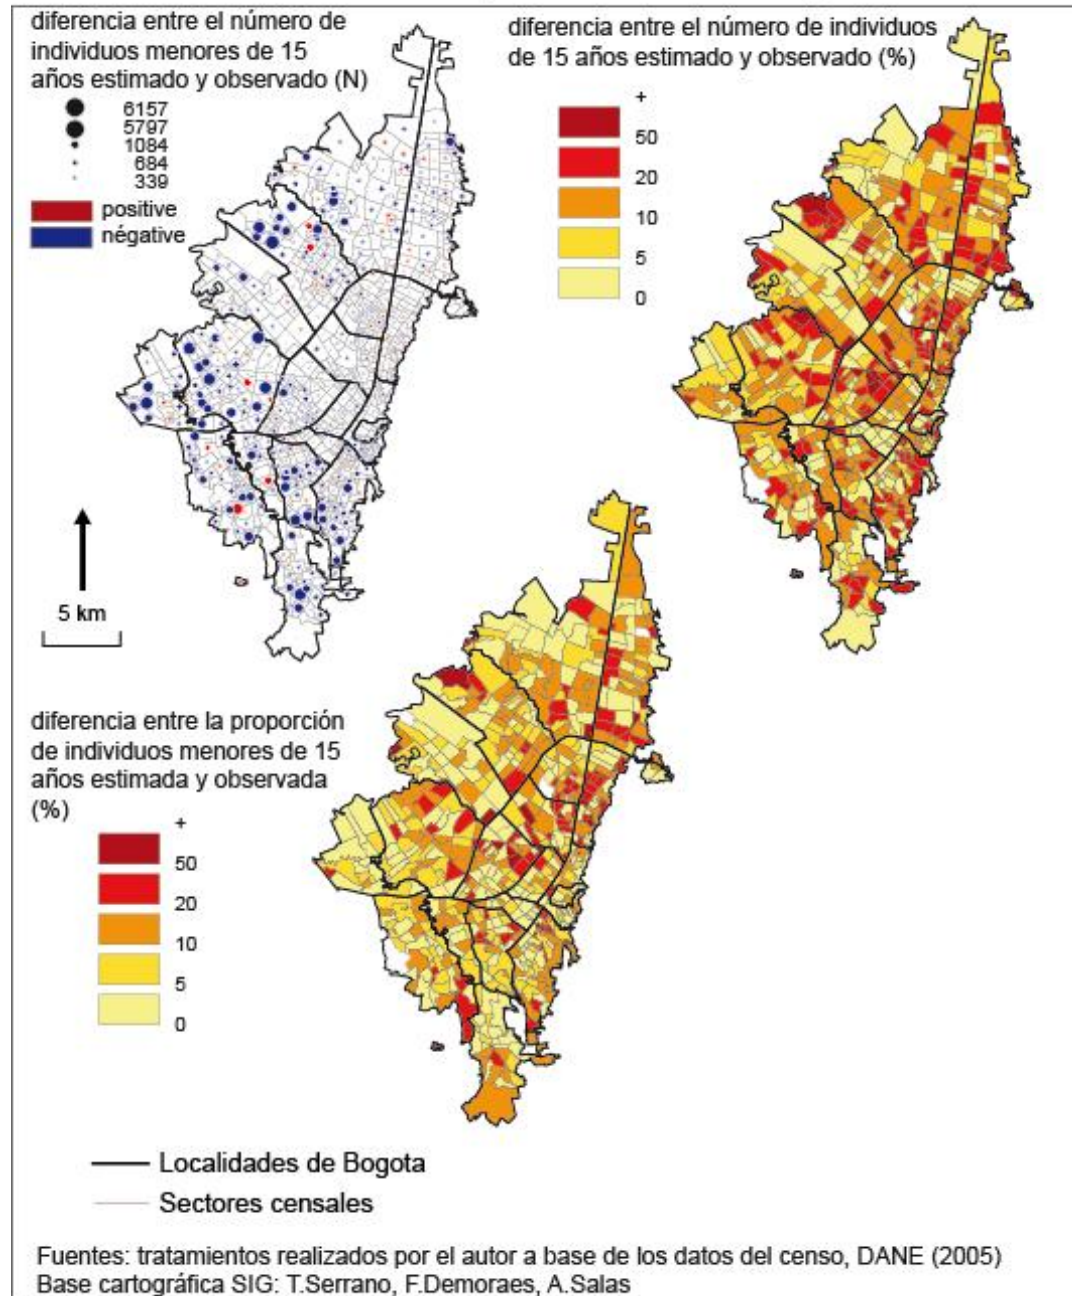 diferencia entre el número de
individuos menores de 15
años estimado y observado (N)
6157
5797
1084
684
339
positive
négative
diferencia entre el número de individuos
de 15 años estimado y observado (%)
+
50
20
10
5
0
5 km
diferencia entre la proporción
de individuos menores de 15
años estimada y observada
(%)
+
50
20
10
5
0
Localidades de Bogota
Sectores censales
Fuentes: tratamientos realizados por el autor a base de los datos del censo, DANE (2005)
Base cartográfica SIG: T.Serrano, F.Demoraes, A.Salas